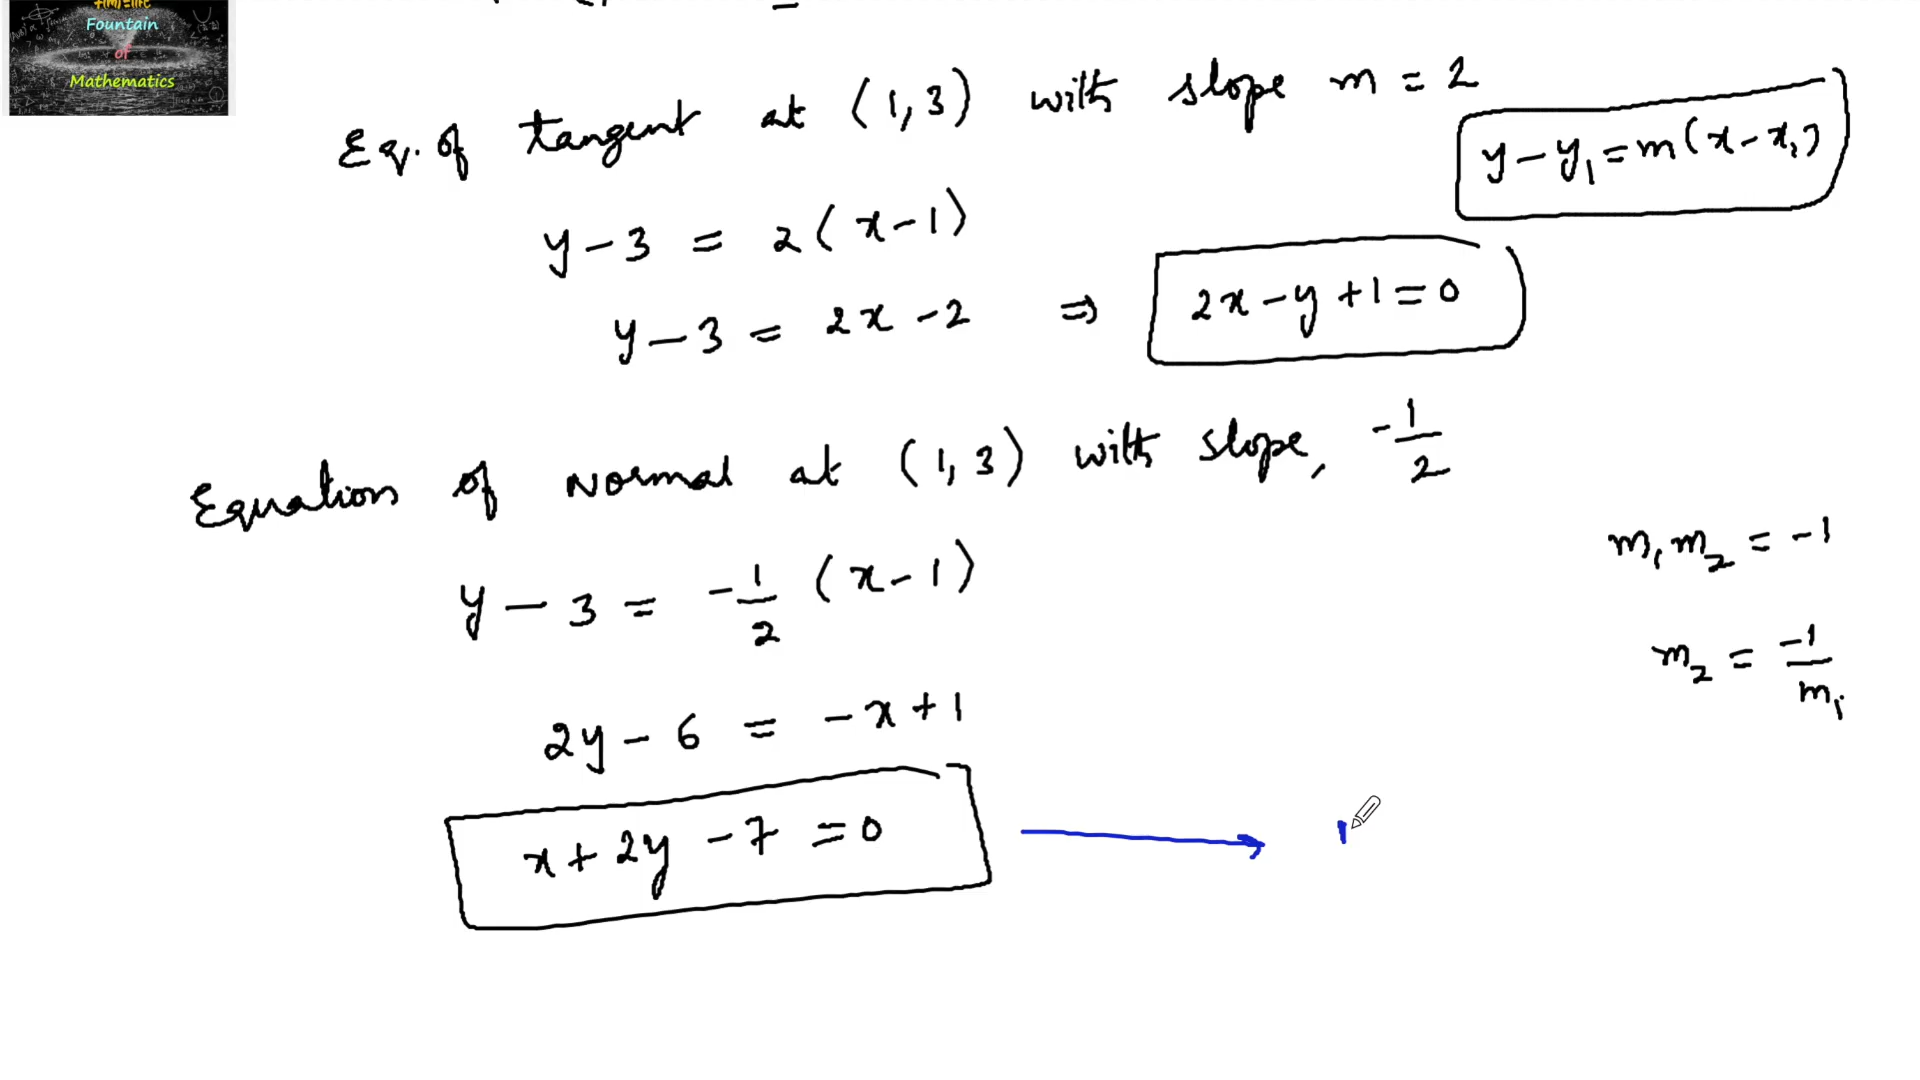 Fountain
of
Mathematics
Eq. of tangent at (1,3) with slope m = 2
y - y₁ = m(x - x₁)
y - 3 = 2(x - 1)
y - 3 = 2x - 2 ⇒ 2x - y + 1 = 0
Equation of Normal at (1,3) with slope, -1/2
m₁ m₂ = -1
y - 3 = -1/2 (x - 1)
m₂ = -1/m₁
2y - 6 = -x + 1
x + 2y - 7 = 0 →